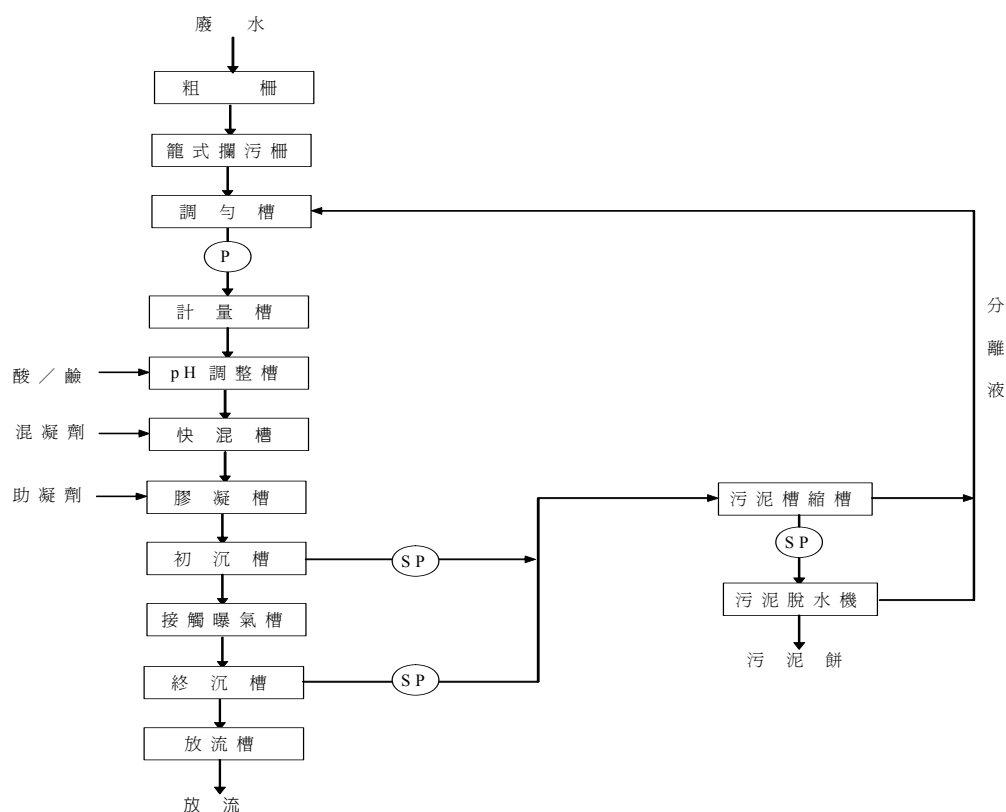 廢水
粗柵
籠式攔污柵
調勻槽
P
計量槽
酸／鹼
pH調整槽
混凝劑
快混槽
助凝劑
膠凝槽
初沉槽
SP
接觸曝氣槽
終沉槽
SP
放流槽
放流
污泥槽縮槽
SP
污泥脫水機
污泥餅
分離液